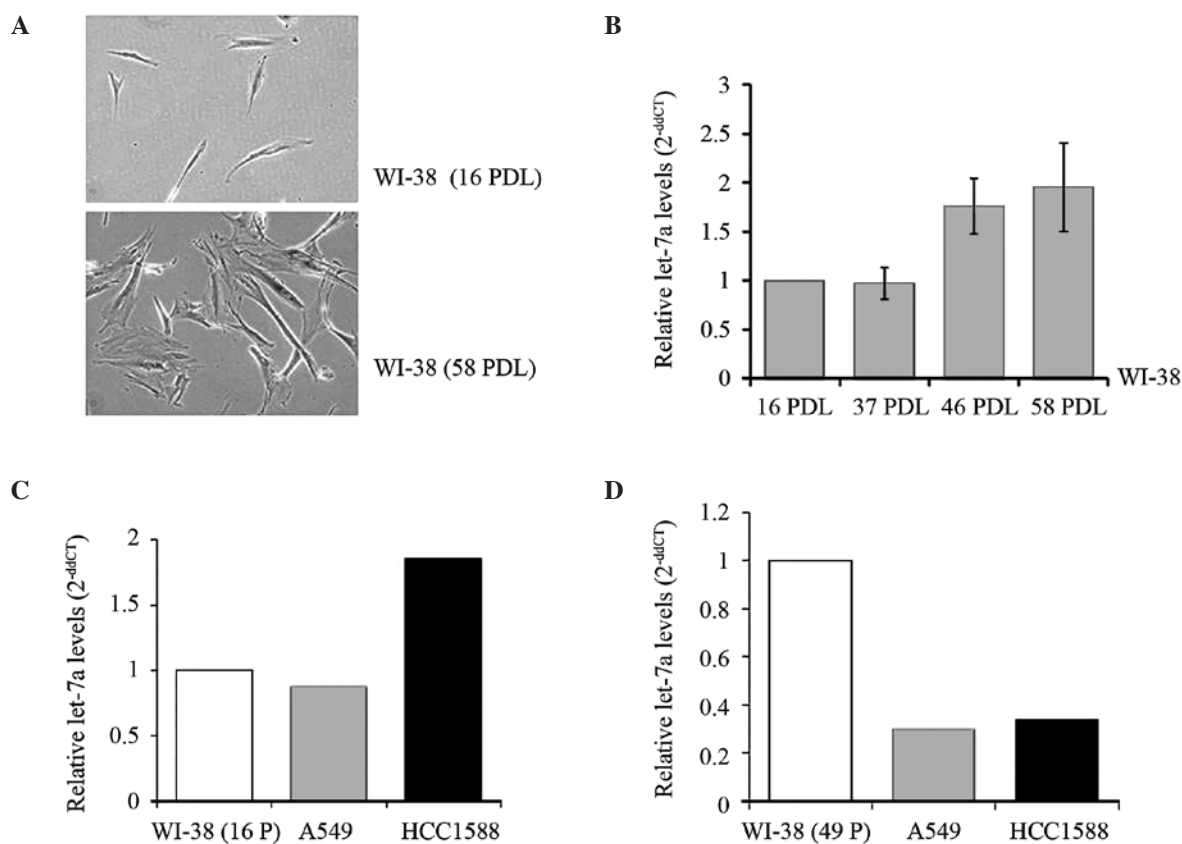 A
WI-38 (16 PDL)
WI-38 (58 PDL)
B
Relative let-7a levels (2-ddCT)
3
2.5
2
1.5
1
0.5
0
16 PDL 37 PDL 46 PDL 58 PDL
WI-38
C
Relative let-7a levels (2-ddCT)
2
1.5
1
0.5
0
WI-38 (16 P) A549 HCC1588
D
Relative let-7a levels (2-ddCT)
1.2
1
0.8
0.6
0.4
0.2
0
WI-38 (49 P) A549 HCC1588